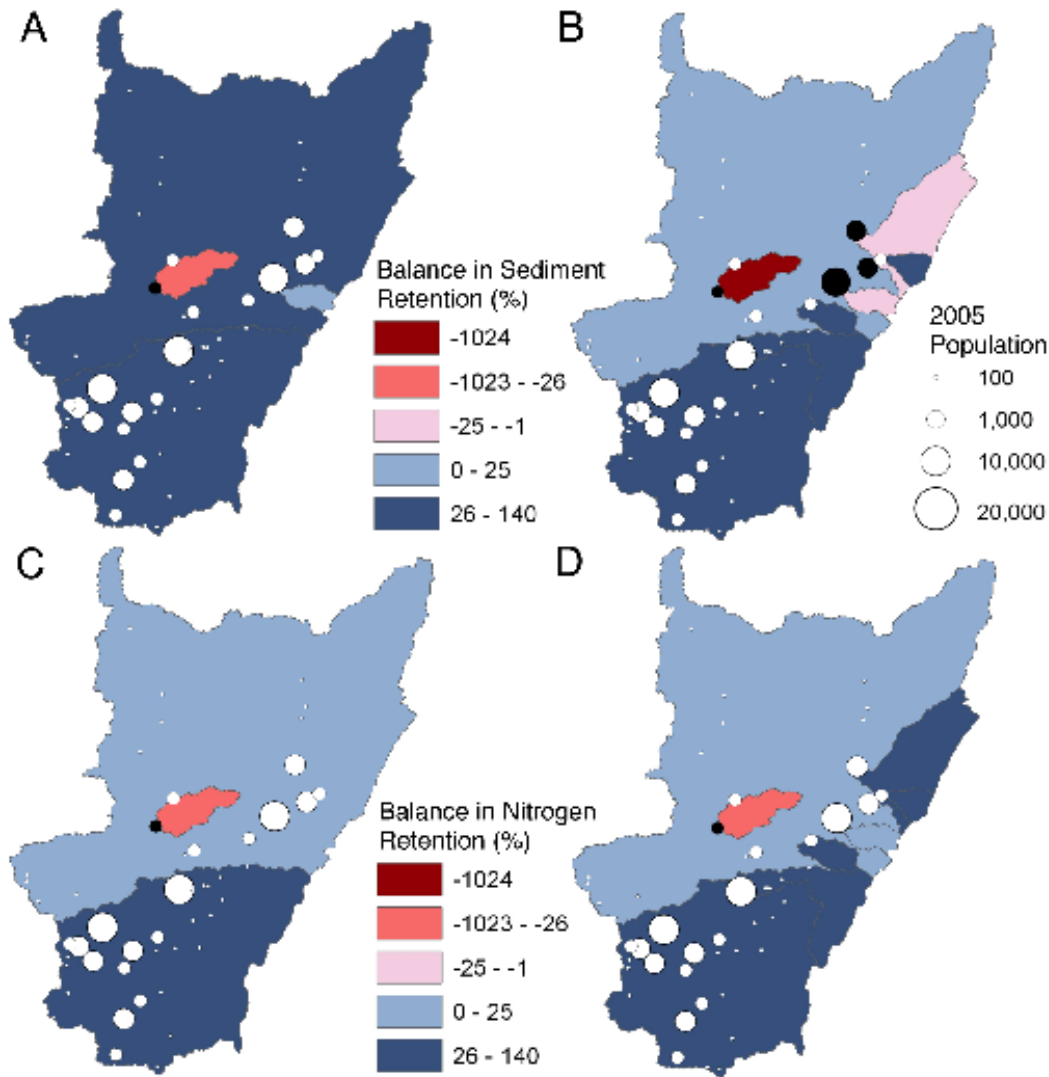 A
B
Balance in Sediment
Retention (%)
-1024
-1023 - -26
-25 - -1
0 - 25
26 - 140
2005
Population
100
1,000
10,000
20,000
C
D
Balance in Nitrogen
Retention (%)
-1024
-1023 - -26
-25 - -1
0 - 25
26 - 140